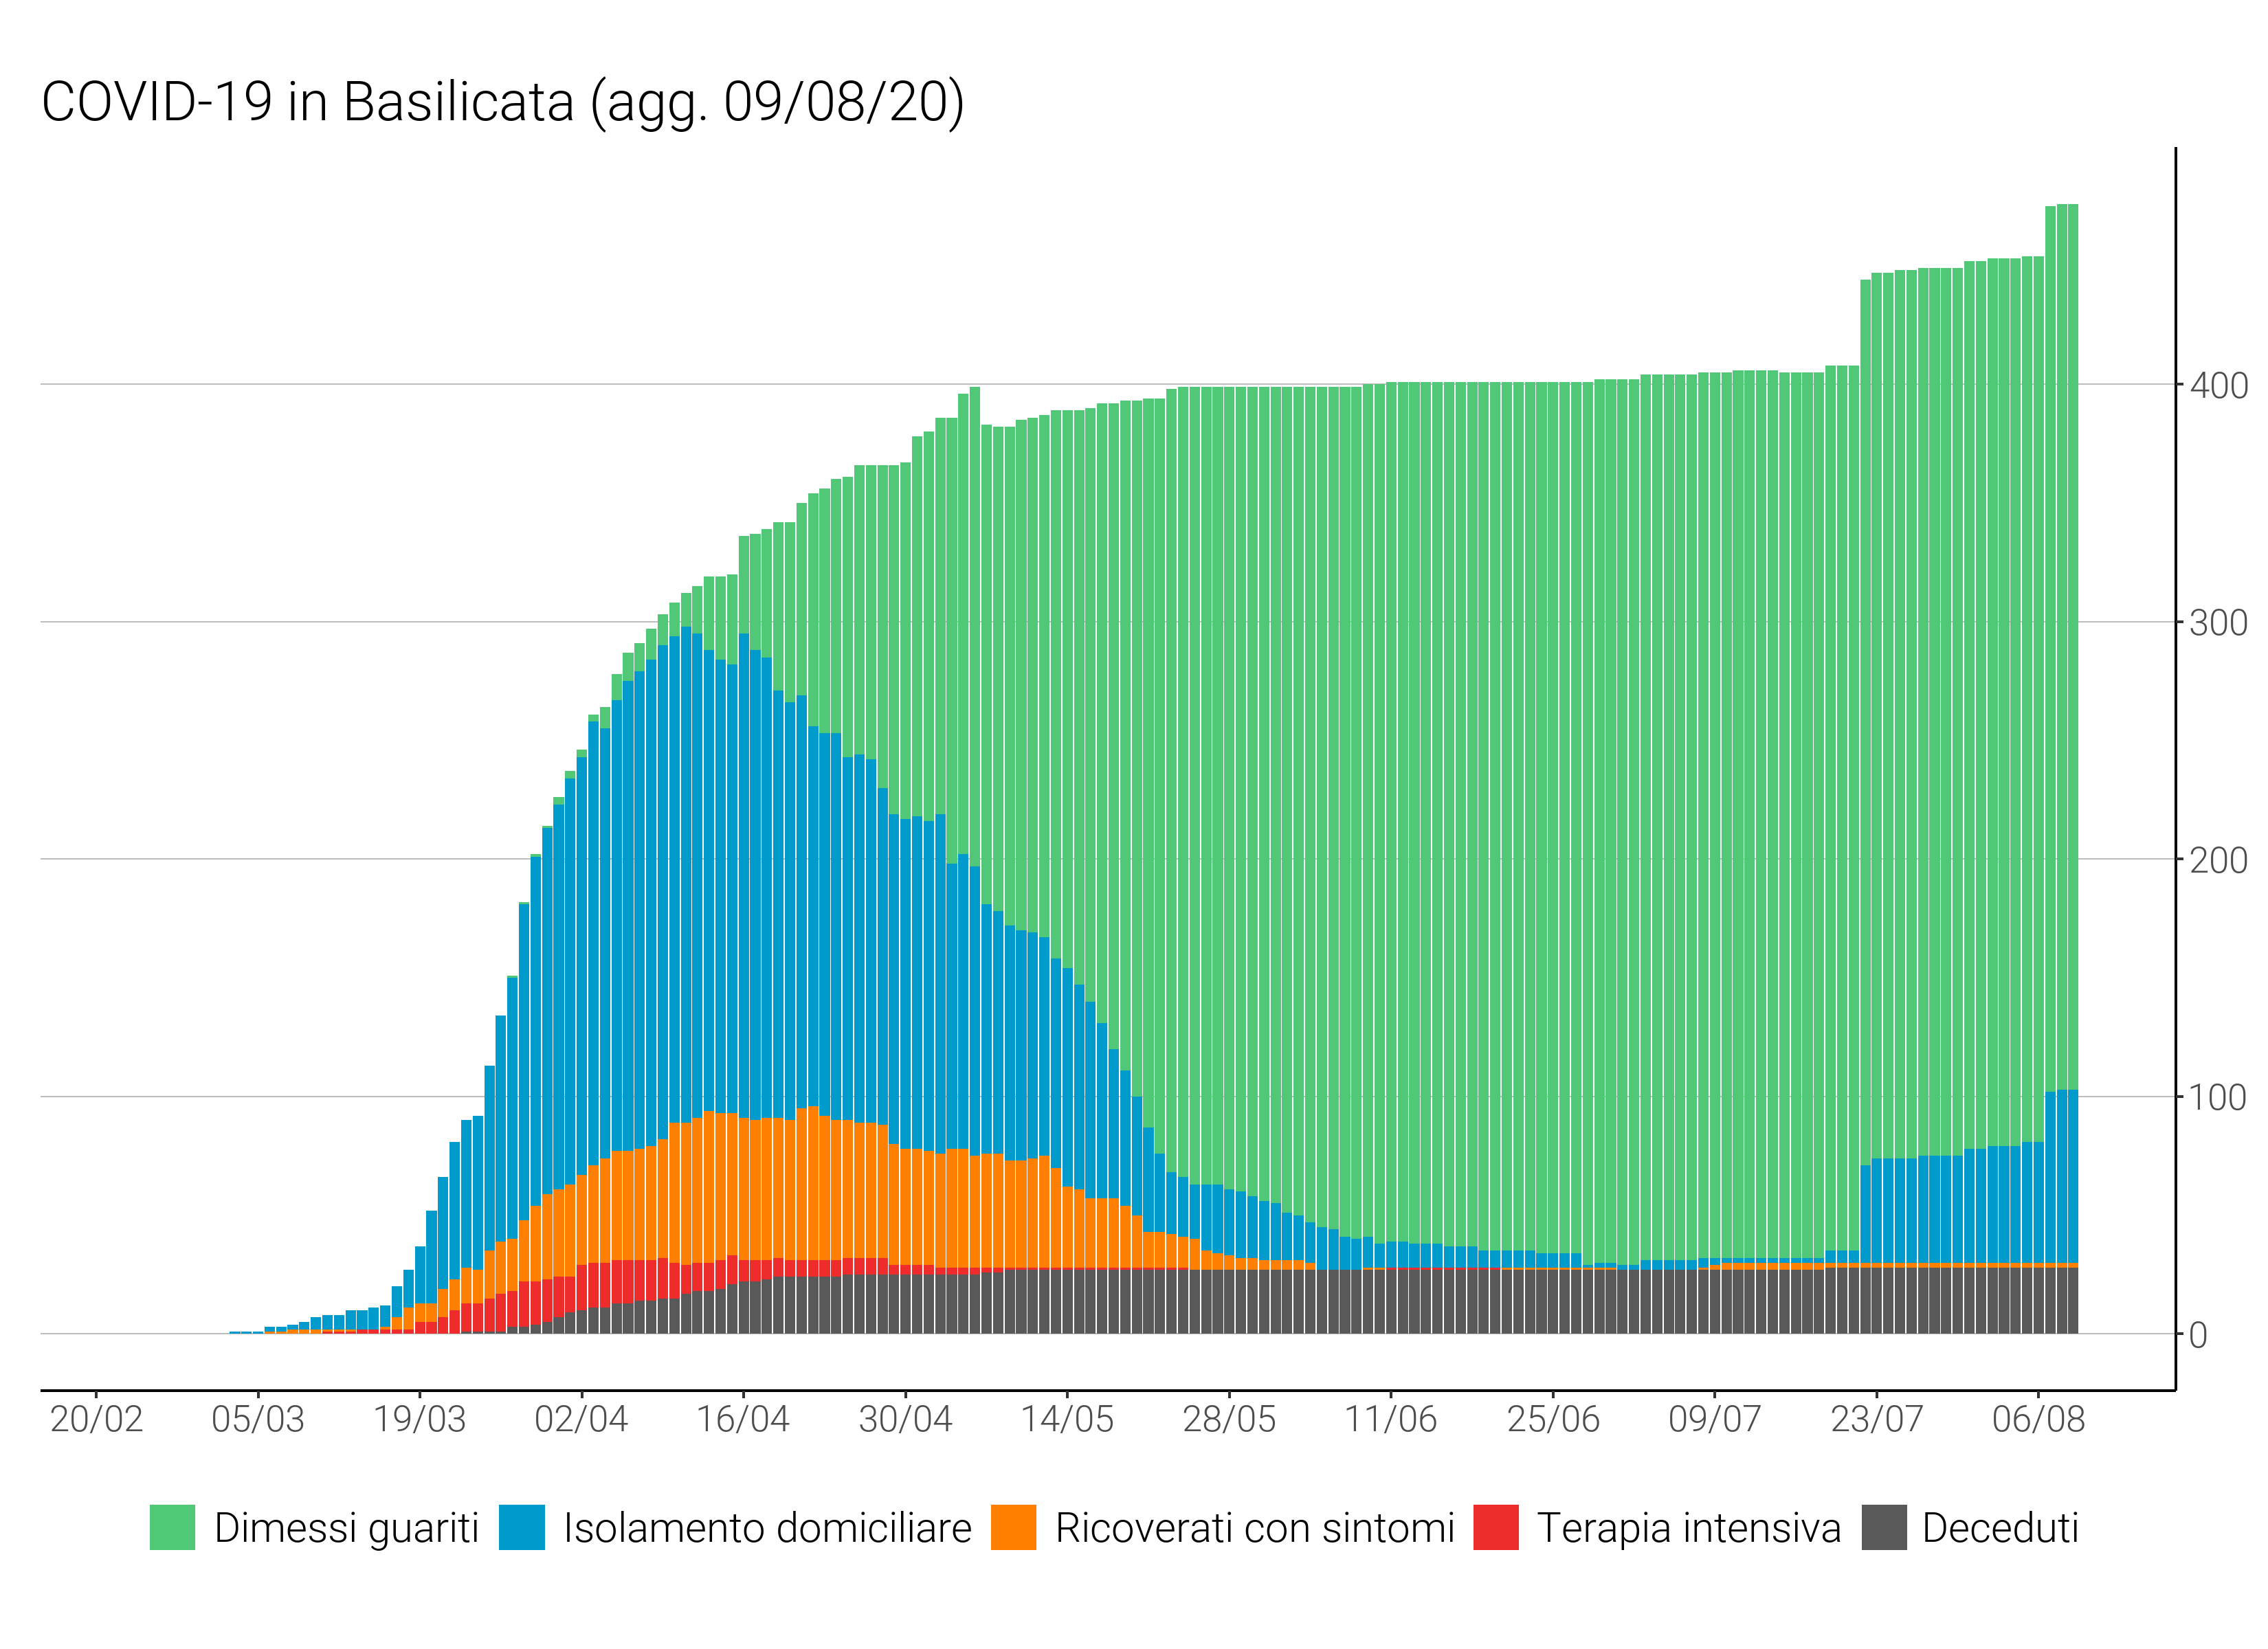 COVID-19 in Basilicata (agg. 09/08/20)
400
300
200
100
0
20/02 05/03 19/03 02/04 16/04 30/04 14/05 28/05 11/06 25/06 09/07 23/07 06/08
Dimessi guariti Isolamento domiciliare Ricoverati con sintomi Terapia intensiva Deceduti